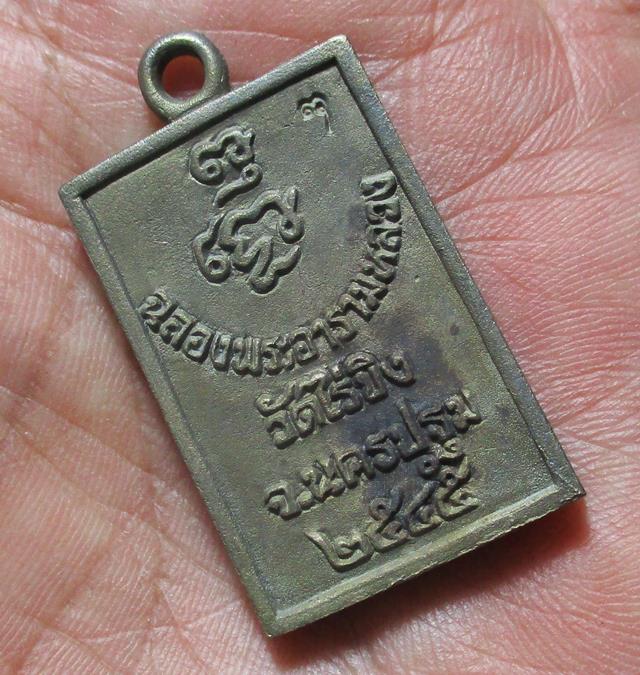 ฉลองพระอารามหลวง
วัดไร่ขิง
จ.นครปฐม
๒๕๔๕